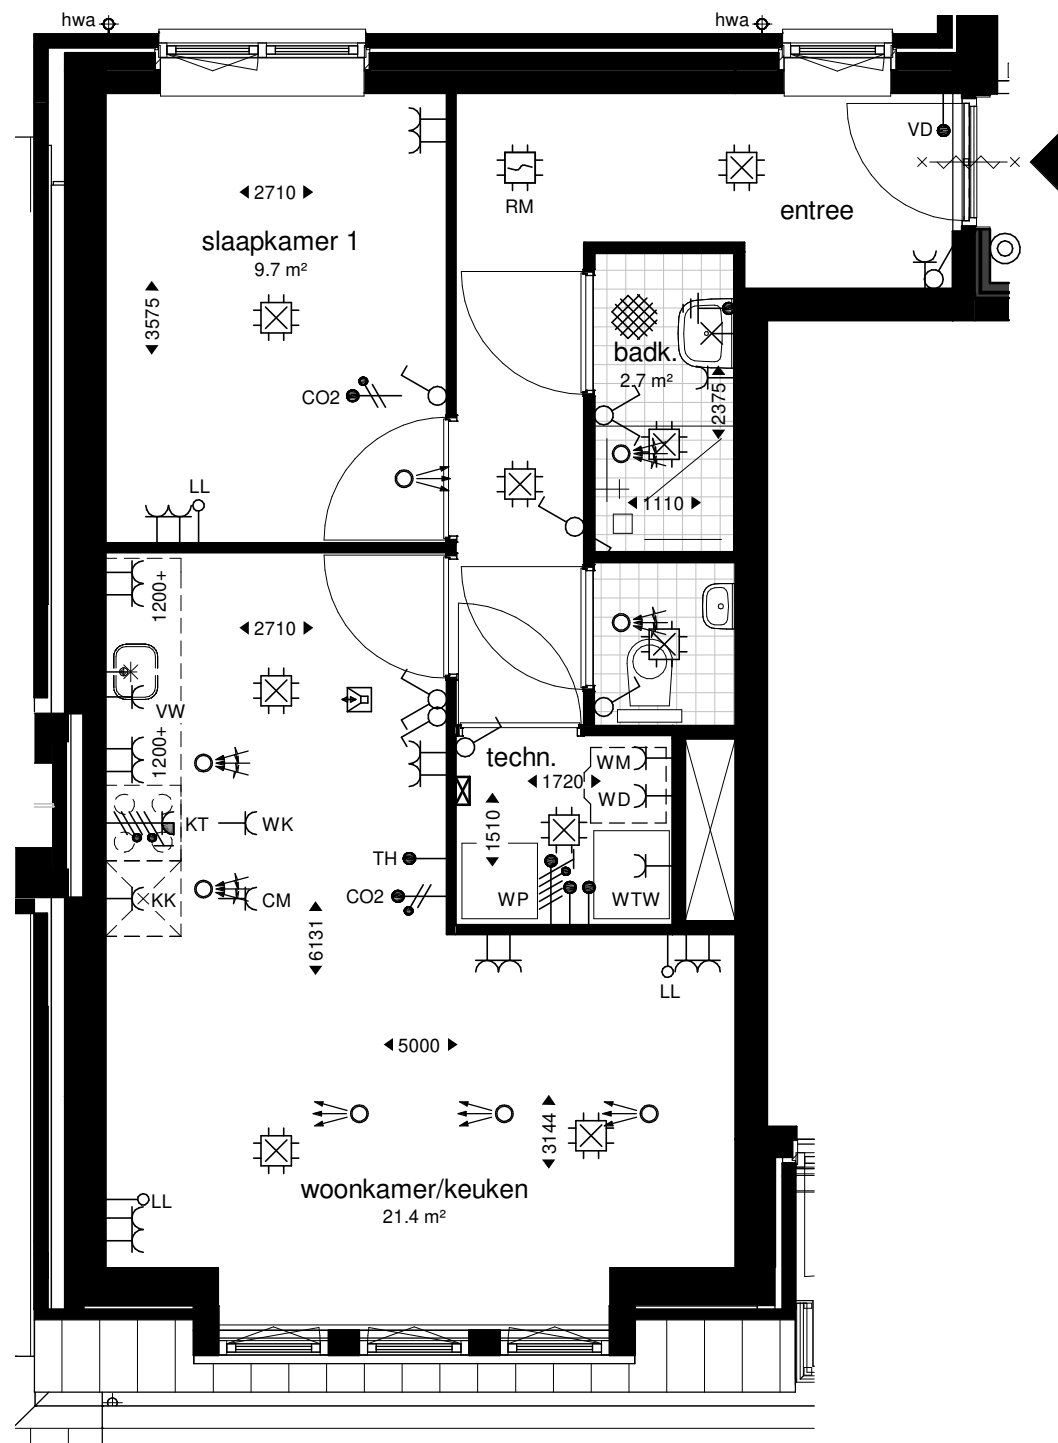 hwa
hwa
VD
2710
RM
entree
slaapkamer 1
9.7 m²
3575
badk.
2.7 m²
2375
CO2
LL
1110
1200+
2710
VW
1200+
techn.
WM
1720
WD
KT
WK
1510
TH
KK
CM
CO2
WP
WTW
6131
LL
5000
3144
woonkamer/keuken
LL
21.4 m²